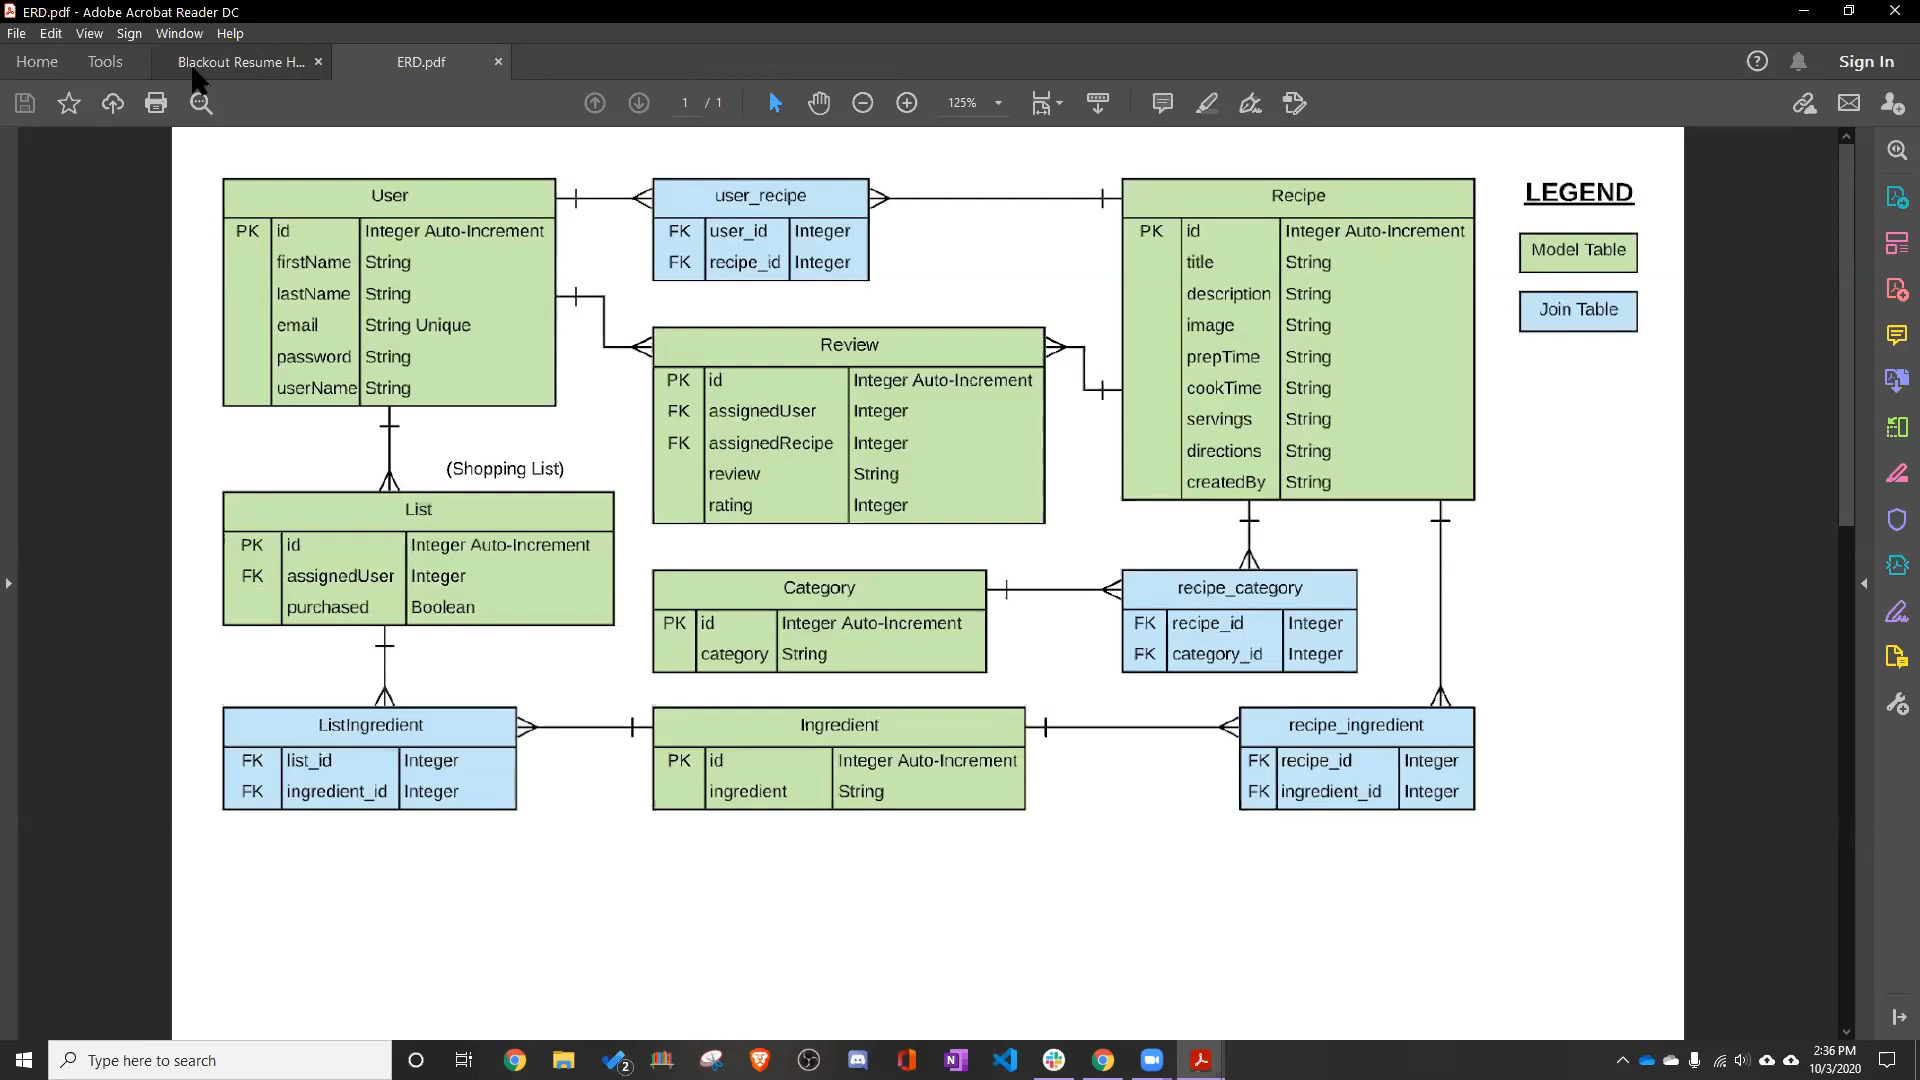 ERD.pdf - Adobe Acrobat Reader DC
File Edit View Sign Window Help
Home Tools Blackout Resume H... × ERD.pdf × Sign In
1 / 1 125%
User
PK id Integer Auto-Increment
firstName String
lastName String
email String Unique
password String
userName String
user_recipe
FK user_id Integer
FK recipe_id Integer
Recipe
PK id Integer Auto-Increment
title String
description String
image String
prepTime String
cookTime String
servings String
directions String
createdBy String
LEGEND
Model Table
Join Table
Review
PK id Integer Auto-Increment
FK assignedUser Integer
FK assignedRecipe Integer
review String
rating Integer
(Shopping List)
List
PK id Integer Auto-Increment
FK assignedUser Integer
purchased Boolean
Category
PK id Integer Auto-Increment
category String
recipe_category
FK recipe_id Integer
FK category_id Integer
ListIngredient
FK list_id Integer
FK ingredient_id Integer
Ingredient
PK id Integer Auto-Increment
ingredient String
recipe_ingredient
FK recipe_id Integer
FK ingredient_id Integer
Type here to search
2
2:36 PM
10/3/2020